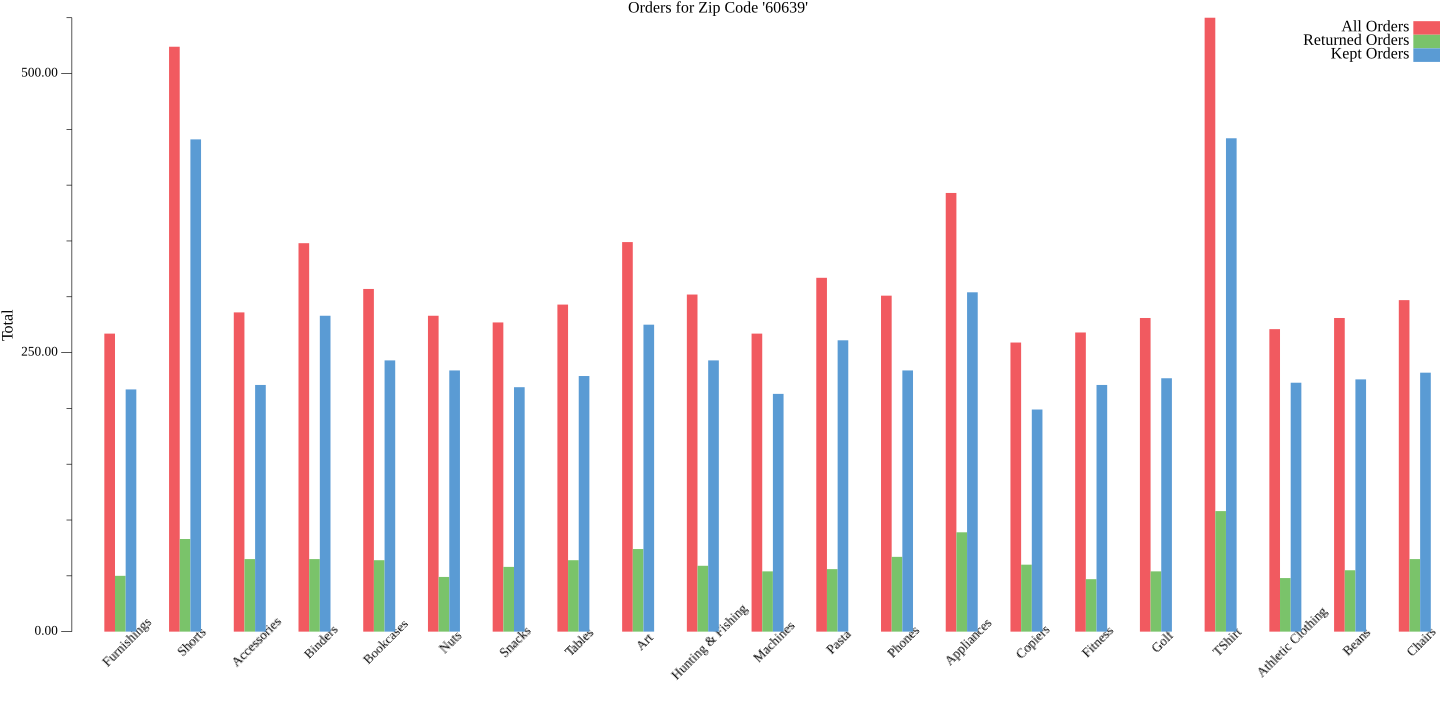 Orders for Zip Code '60639'
All Orders
Returned Orders
Kept Orders
500.00
250.00
0.00
Total
Furnishings
Shorts
Accessories
Binders
Bookcases
Nuts
Snacks
Tables
Art
Hunting & Fishing
Machines
Pasta
Phones
Appliances
Copiers
Fitness
Golf
TShirt
Athletic Clothing
Beans
Chairs